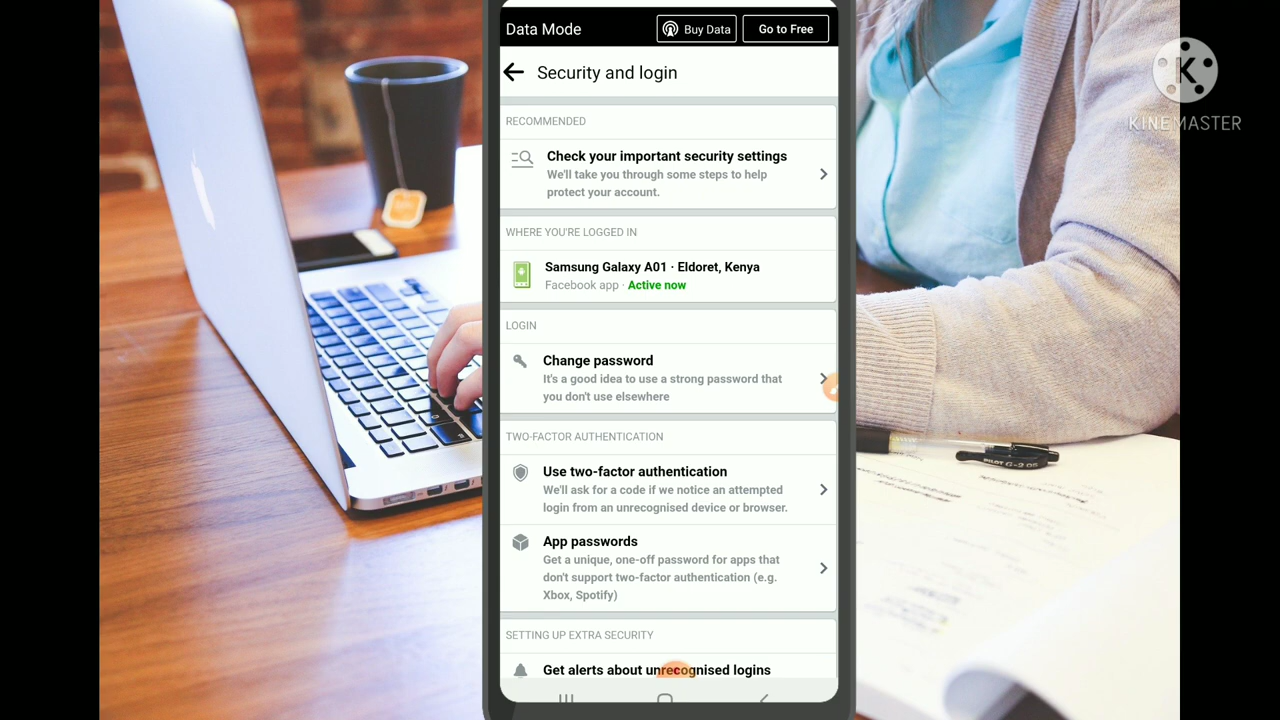 Data Mode
Buy Data
Go to Free
Security and login
RECOMMENDED
Check your important security settings
We'll take you through some steps to help
protect your account.
WHERE YOU'RE LOGGED IN
Samsung Galaxy A01 · Eldoret, Kenya
Facebook app · Active now
LOGIN
Change password
It's a good idea to use a strong password that
you don't use elsewhere
TWO-FACTOR AUTHENTICATION
Use two-factor authentication
We'll ask for a code if we notice an attempted
login from an unrecognised device or browser.
App passwords
Get a unique, one-off password for apps that
don't support two-factor authentication (e.g.
Xbox, Spotify)
SETTING UP EXTRA SECURITY
Get alerts about unrecognised logins
K
KINEMASTER
PILOT G-2 05